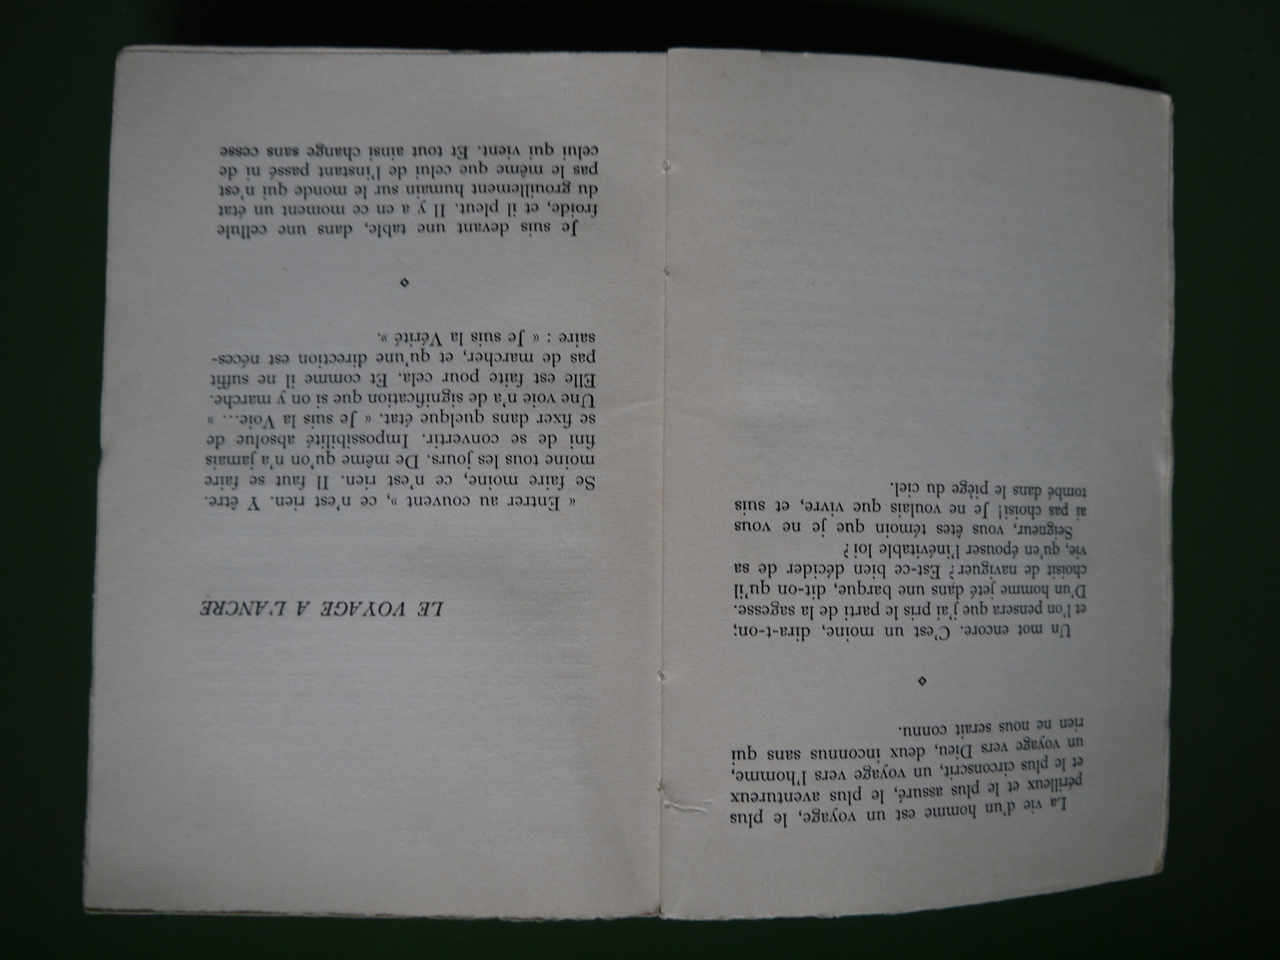 La vie d'un homme est un voyage, le plus
périlleux et le plus assuré, le plus aventureux
et le plus circonscrit, un voyage vers l'homme,
un voyage vers Dieu, deux inconnus sans qui
rien ne nous serait connu.
Un mot encore. C'est un moine, dira-t-on;
et l'on pensera que j'ai pris le parti de la sagesse.
D'un homme jeté dans une barque, dit-on qu'il
choisit de naviguer? Est-ce bien décider de sa
vie, qu'en épouser l'inévitable loi?
Seigneur, vous êtes témoin que je ne vous
ai pas choisi! Je ne voulais que vivre, et suis
tombé dans le piège du ciel.
LE VOYAGE A L'ANCRE
« Entrer au couvent », ce n'est rien. Y être.
Se faire moine, ce n'est rien. Il faut se faire
moine tous les jours. De même qu'on n'a jamais
fini de se convertir. Impossibilité absolue de
se fixer dans quelque état. « Je suis la Voie... »
Une voie n'a de signification que si on y marche.
Elle est faite pour cela. Et comme il ne suffit
pas de marcher, et qu'une direction est néces-
saire : « Je suis la Vérité ».
Je suis devant une table, dans une cellule
froide, et il pleut. Il y a en ce moment un état
du grouillement humain sur le monde qui n'est
pas le même que celui de l'instant passé ni de
celui qui vient. Et tout ainsi change sans cesse